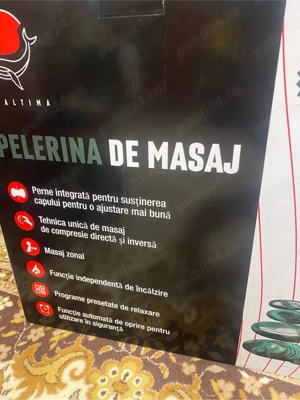 ALTIMA
PELERINA DE MASAJ
Perne integrată pentru susținerea
capului pentru o ajustare mai bună
Tehnica unică de masaj
de compresie directă și inversă
Masaj zonal
Funcție independentă de încălzire
Programe presetate de relaxare
Funcție automată de oprire pentru
utilizare în siguranță